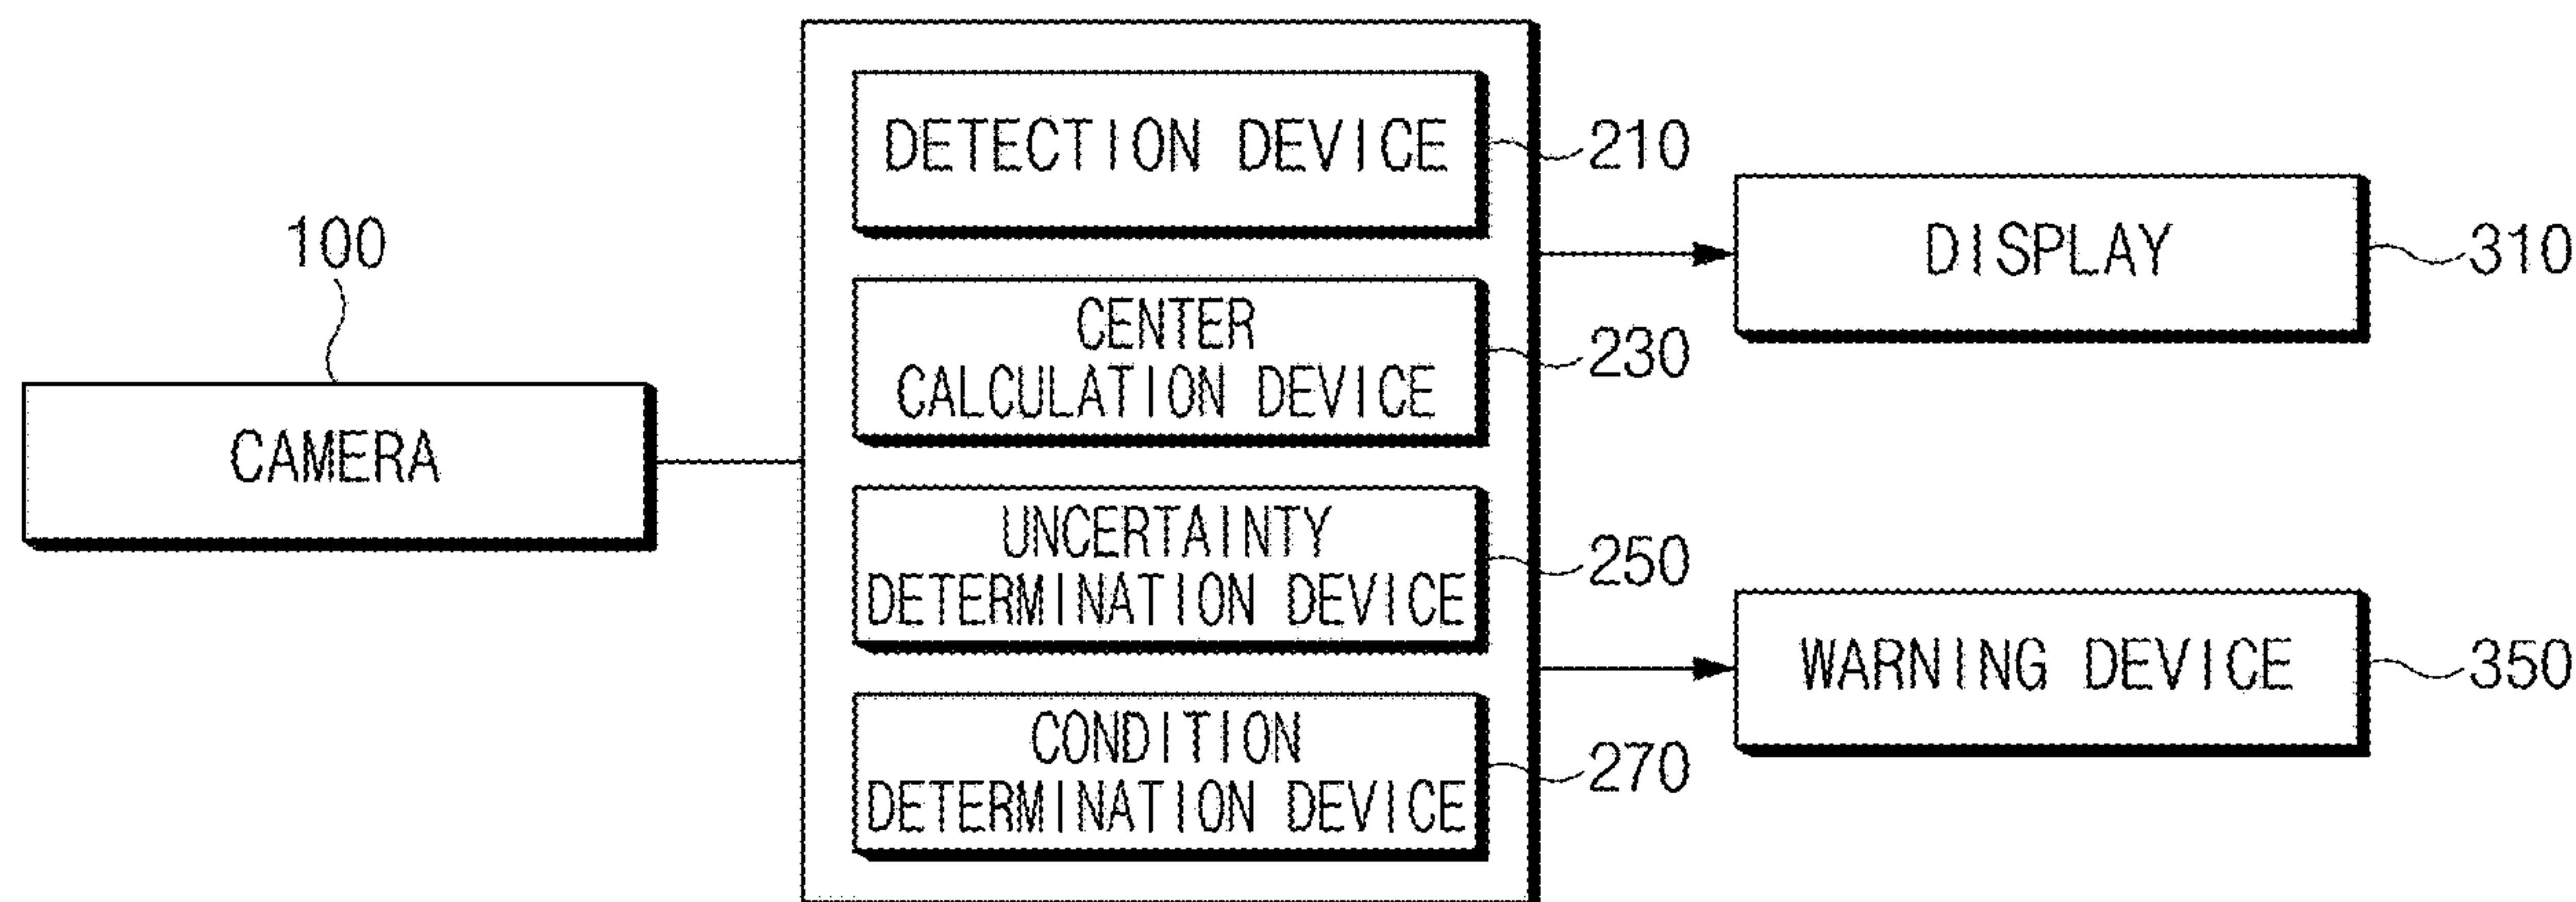 100
CAMERA
DETECTION DEVICE
210
CENTER
CALCULATION DEVICE
230
UNCERTAINTY
DETERMINATION DEVICE
250
CONDITION
DETERMINATION DEVICE
270
DISPLAY
310
WARNING DEVICE
350